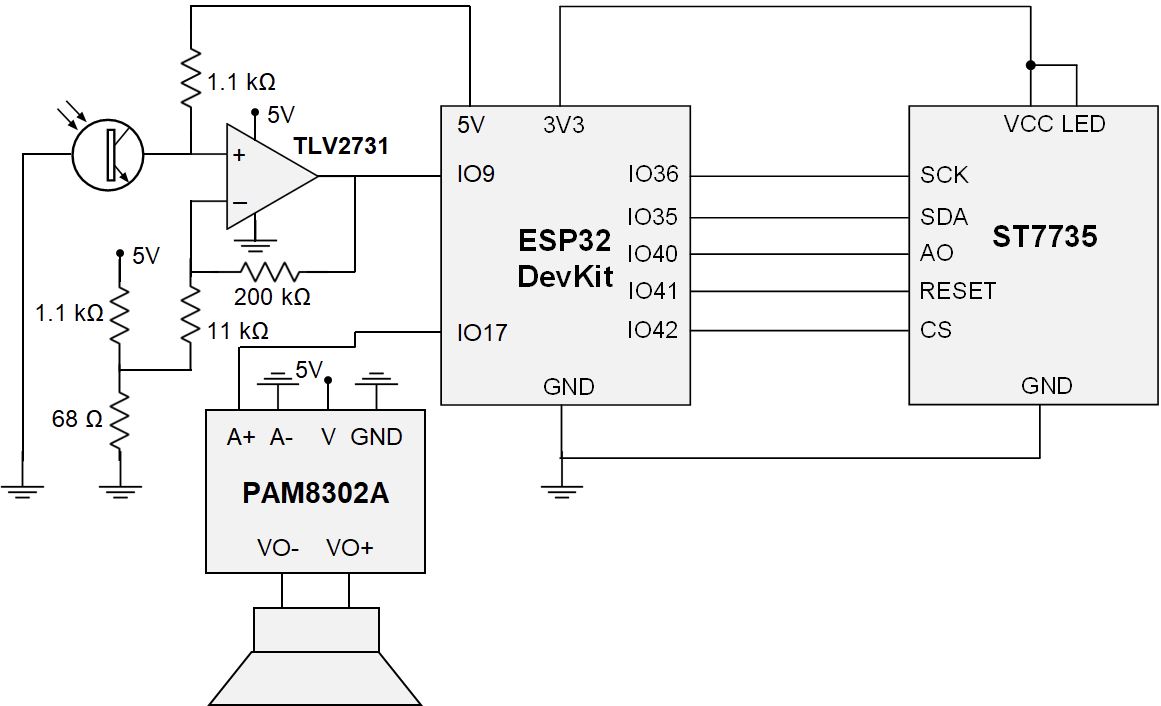 1.1 kΩ
5V
TLV2731
+
−
5V
1.1 kΩ
200 kΩ
11 kΩ
68 Ω
5V
A+ A- V GND
PAM8302A
VO- VO+
5V 3V3
IO9
IO36
IO35
ESP32
DevKit
IO40
IO41
IO17
IO42
GND
VCC LED
SCK
SDA
ST7735
AO
RESET
CS
GND